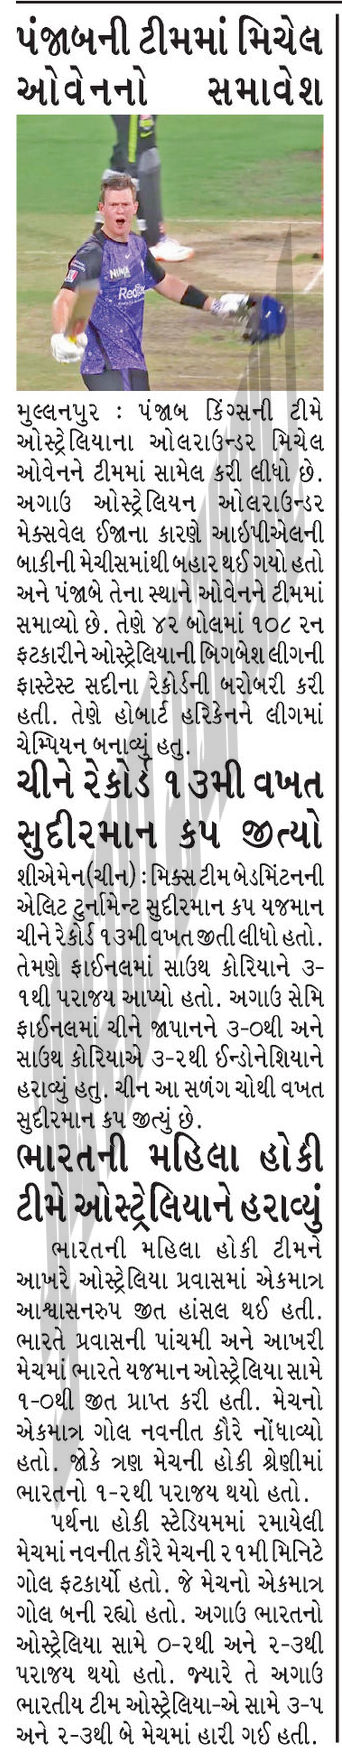 પંજાબની ટીમમાં મિચેલ
ઓવેનનો સમાવેશ
મુલ્લનપુર : પંજાબ કિંગ્સની ટીમે
ઓસ્ટ્રેલિયાના ઓલરાઉન્ડર મિચેલ
ઓવેનને ટીમમાં સામેલ કરી લીધો છે.
અગાઉ ઓસ્ટ્રેલિયન ઓલરાઉન્ડર
મેક્સવેલ ઈજાના કારણે આઇપીએલની
બાકીની મેચીસમાંથી બહાર થઈ ગયો હતો
અને પંજાબે તેના સ્થાને ઓવેનને ટીમમાં
સમાવ્યો છે. તેણે ૪૨ બોલમાં ૧૦૮ રન
ફટકારીને ઓસ્ટ્રેલિયાની બિગબેશ લીગની
ફાસ્ટેસ્ટ સદીના રેકોર્ડની બરોબરી કરી
હતી. તેણે હોબાર્ટ હરિકેનને લીગમાં
ચેમ્પિયન બનાવ્યું હતુ.
ચીને રેકોર્ડ ૧૩મી વખત
સુદીરમાન કપ જીત્યો
શીએમેન(ચીન) : મિક્સ ટીમ બેડમિંટનની
એલિટ ટુર્નામેન્ટ સુદીરમાન કપ યજમાન
ચીને રેકોર્ડ ૧૩મી વખત જીતી લીધો હતો.
તેમણે ફાઈનલમાં સાઉથ કોરિયાને ૩-
૧થી પરાજય આપ્યો હતો. અગાઉ સેમિ
ફાઈનલમાં ચીને જાપાનને ૩-૦થી અને
સાઉથ કોરિયાએ ૩-૨થી ઈન્ડોનેશિયાને
હરાવ્યું હતુ. ચીન આ સળંગ ચોથી વખત
સુદીરમાન કપ જીત્યું છે.
ભારતની મહિલા હોકી
ટીમે ઓસ્ટ્રેલિયાને હરાવ્યું
ભારતની મહિલા હોકી ટીમને
આખરે ઓસ્ટ્રેલિયા પ્રવાસમાં એકમાત્ર
આશ્વાસનરુપ જીત હાંસલ થઈ હતી.
ભારતે પ્રવાસની પાંચમી અને આખરી
મેચમાં ભારતે યજમાન ઓસ્ટ્રેલિયા સામે
૧-૦થી જીત પ્રાપ્ત કરી હતી. મેચનો
એકમાત્ર ગોલ નવનીત કૌરે નોંધાવ્યો
હતો. જોકે ત્રણ મેચની હોકી શ્રેણીમાં
ભારતનો ૧-૨થી પરાજય થયો હતો.
પર્થના હોકી સ્ટેડિયમમાં રમાયેલી
મેચમાં નવનીત કૌરે મેચની ૨૧મી મિનિટે
ગોલ ફટકાર્યો હતો. જે મેચનો એકમાત્ર
ગોલ બની રહ્યો હતો. અગાઉ ભારતનો
ઓસ્ટ્રેલિયા સામે ૦-૨થી અને ૨-૩થી
પરાજય થયો હતો. જ્યારે તે અગાઉ
ભારતીય ટીમ ઓસ્ટ્રેલિયા-એ સામે ૩-૫
અને ૨-૩થી બે મેચમાં હારી ગઈ હતી.